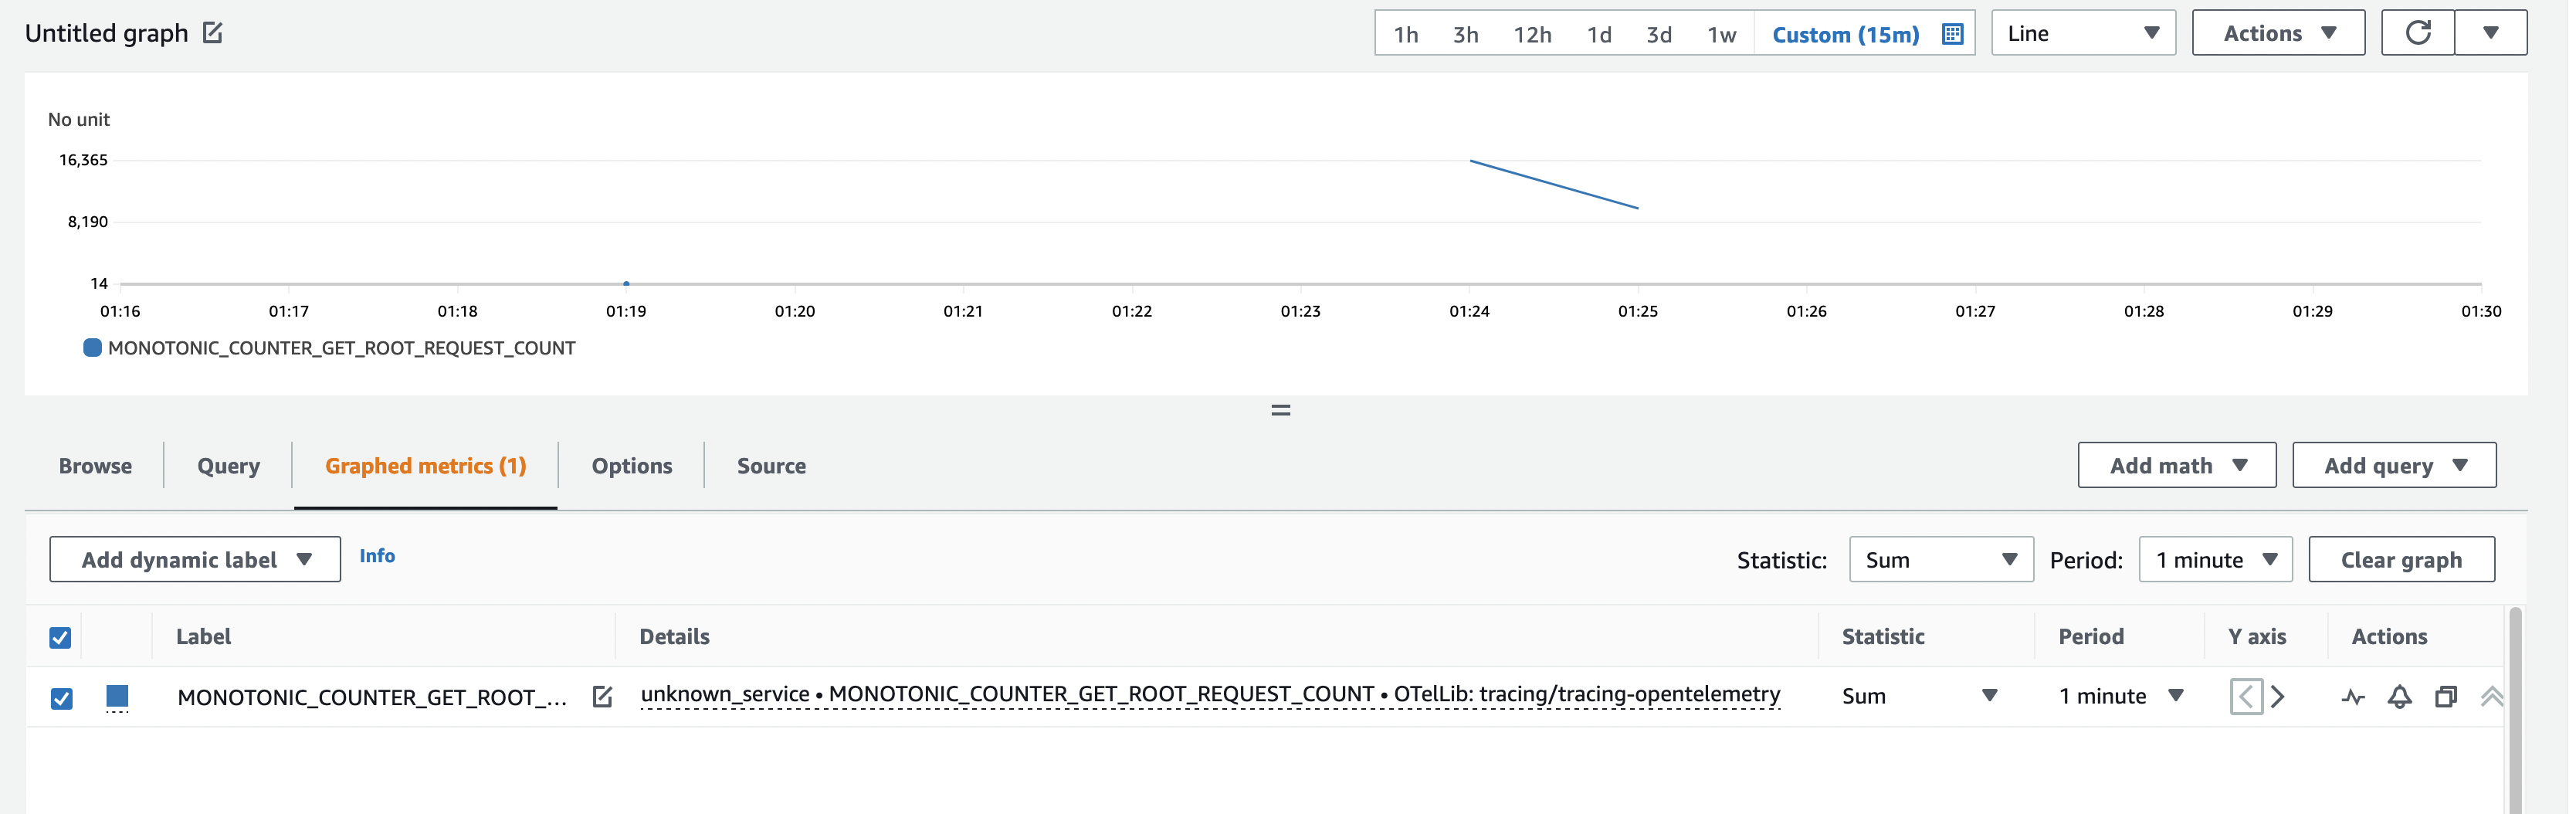 Untitled graph
1h 3h 12h 1d 3d 1w Custom (15m) Line Actions
No unit
16,365
8,190
14
01:16 01:17 01:18 01:19 01:20 01:21 01:22 01:23 01:24 01:25 01:26 01:27 01:28 01:29 01:30
MONOTONIC_COUNTER_GET_ROOT_REQUEST_COUNT
Browse Query Graphed metrics (1) Options Source Add math Add query
Add dynamic label Info Statistic: Sum Period: 1 minute Clear graph
Label Details Statistic Period Y axis Actions
MONOTONIC_COUNTER_GET_ROOT_... unknown_service • MONOTONIC_COUNTER_GET_ROOT_REQUEST_COUNT • OTelLib: tracing/tracing-opentelemetry Sum 1 minute